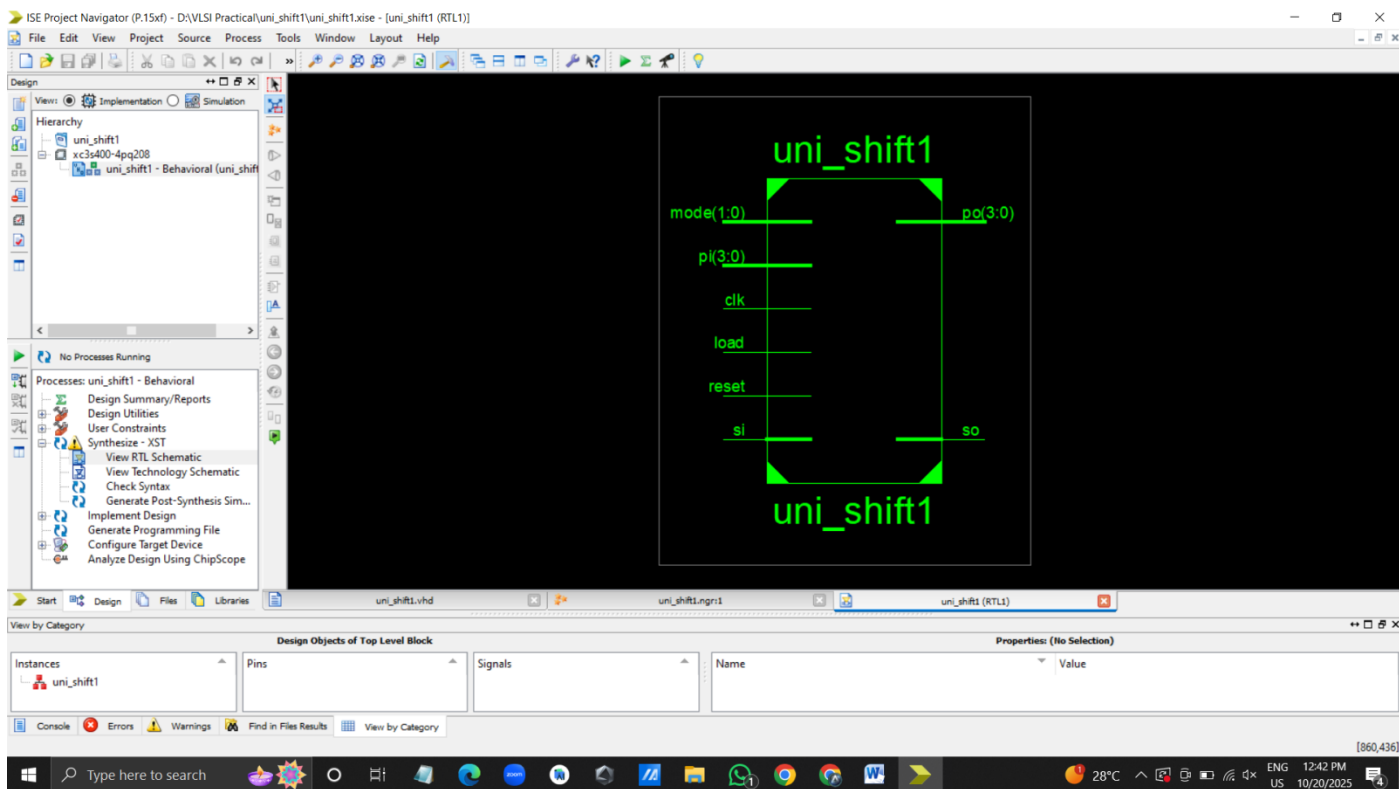 ISE Project Navigator (P.15xf) - D:\VLSI Practical\uni_shift1\uni_shift1.xise - [uni_shift1 (RTL1)]
File Edit View Project Source Process Tools Window Layout Help
Design
View: Implementation Simulation
Hierarchy
uni_shift1
xc3s400-4pq208
uni_shift1 - Behavioral (uni_shift
No Processes Running
Processes: uni_shift1 - Behavioral
Design Summary/Reports
Design Utilities
User Constraints
Synthesize - XST
View RTL Schematic
View Technology Schematic
Check Syntax
Generate Post-Synthesis Sim...
Implement Design
Generate Programming File
Configure Target Device
Analyze Design Using ChipScope
Start Design Files Libraries
uni_shift1
mode(1:0) po(3:0)
pi(3:0)
clk
load
reset
si so
uni_shift1
uni_shift1.vhd uni_shift1.ngr:1 uni_shift1 (RTL1)
View by Category
Design Objects of Top Level Block Properties: (No Selection)
Instances Pins Signals Name Value
uni_shift1
Console Errors Warnings Find in Files Results View by Category
[860,436]
Type here to search zoom 1 1 28°C ENG 12:42 PM
US 10/20/2025 4